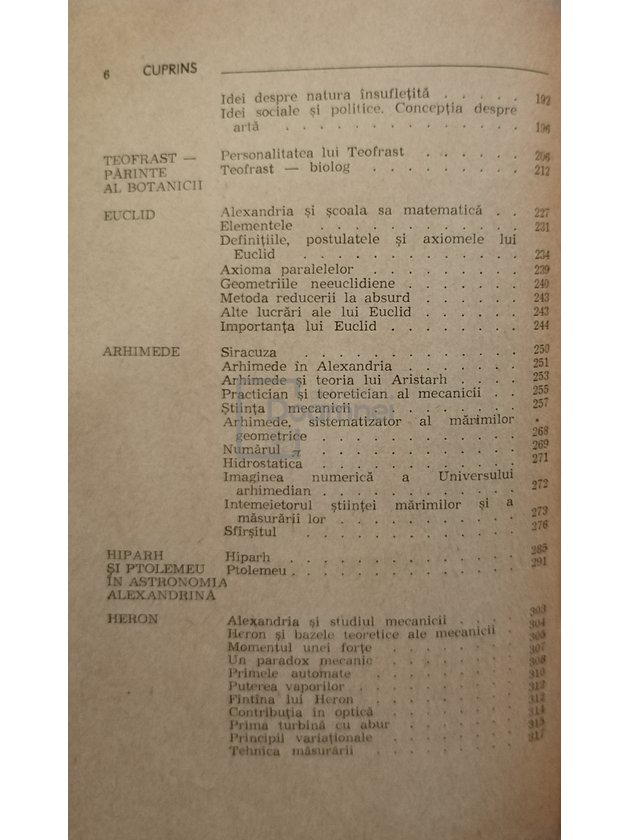 6 CUPRINS
Idei despre natura însuflețită . . . . . 192
Idei sociale și politice. Concepția despre
artă . . . . . . . . . . . . . 196
TEOFRAST — Personalitatea lui Teofrast . . . . . . 206
PĂRINTE Teofrast — biolog . . . . . . . . . 212
AL BOTANICII
EUCLID Alexandria și școala sa matematică . . 227
Elementele . . . . . . . . . . . . 231
Definițiile, postulatele și axiomele lui
Euclid . . . . . . . . . . . . . 234
Axioma paralelelor . . . . . . . . . 239
Geometriile neeuclidiene . . . . . . . 240
Metoda reducerii la absurd . . . . . . 243
Alte lucrări ale lui Euclid . . . . . . 243
Importanța lui Euclid . . . . . . . . 244
ARHIMEDE Siracuza . . . . . . . . . . . . . 250
Arhimede în Alexandria . . . . . . . 251
Arhimede și teoria lui Aristarh . . . . 253
Practician și teoretician al mecanicii . . 255
Știința mecanicii . . . . . . . . . . 257
Arhimede, sistematizator al mărimilor
geometrice . . . . . . . . . . . . 268
Numărul π . . . . . . . . . . . . 269
Hidrostatica . . . . . . . . . . . . 271
Imaginea numerică a Universului
arhimedian . . . . . . . . . . . . 272
Intemeietorul științei mărimilor și a
măsurării lor . . . . . . . . . . . 273
Sfîrșitul . . . . . . . . . . . . . 276
HIPARH Hiparh . . . . . . . . . . . . . 285
ȘI PTOLEMEU Ptolemeu . . . . . . . . . . . . . 291
ÎN ASTRONOMIA
ALEXANDRINĂ
HERON Alexandria și studiul mecanicii . . . . 303
Heron și bazele teoretice ale mecanicii . 304
Momentul unei forțe . . . . . . . . 305
Un paradox mecanic . . . . . . . . 307
Primele automate . . . . . . . . . 308
Puterea vaporilor . . . . . . . . . 310
Fîntîna lui Heron . . . . . . . . . 312
Contribuția în optică . . . . . . . . 312
Prima turbină cu abur . . . . . . . 314
Principii variaționale . . . . . . . . 315
Tehnica măsurării . . . . . . . . . 317